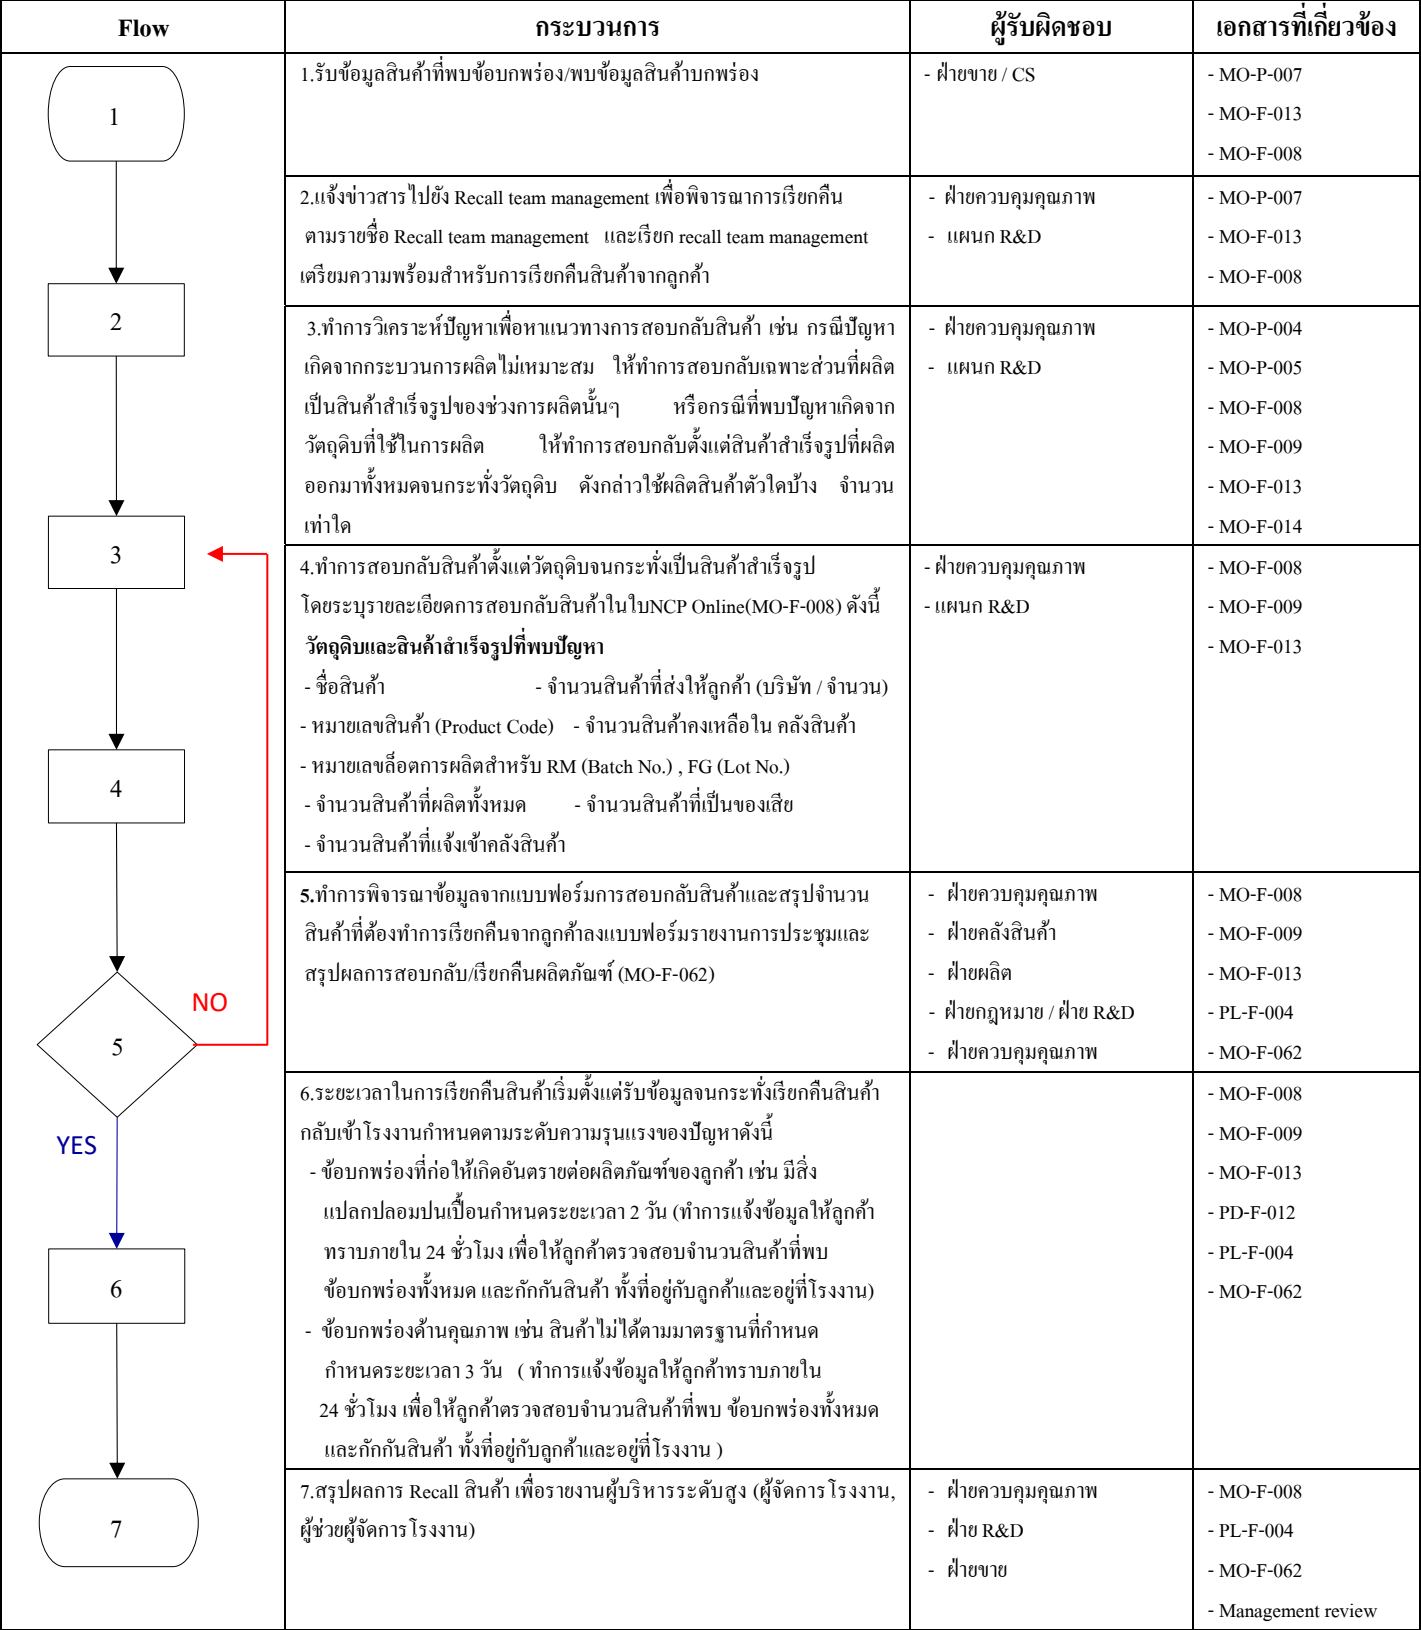 Flow
กระบวนการ
ผู้รับผิดชอบ
เอกสารที่เกี่ยวข้อง
1
1.รับข้อมูลสินค้าที่พบข้อบกพร่อง/พบข้อมูลสินค้าบกพร่อง
- ฝ่ายขาย / CS
- MO-P-007
- MO-F-013
- MO-F-008
2
2.แจ้งข่าวสารไปยัง Recall team management เพื่อพิจารณาการเรียกคืน
ตามรายชื่อ Recall team management และเรียก recall team management
เตรียมความพร้อมสำหรับการเรียกคืนสินค้าจากลูกค้า
- ฝ่ายควบคุมคุณภาพ
- แผนก R&D
- MO-P-007
- MO-F-013
- MO-F-008
3
3.ทำการวิเคราะห์ปัญหาเพื่อหาแนวทางการสอบกลับสินค้า เช่น กรณีปัญหา
เกิดจากกระบวนการผลิตไม่เหมาะสม ให้ทำการสอบกลับเฉพาะส่วนที่ผลิต
เป็นสินค้าสำเร็จรูปของช่วงการผลิตนั้นๆ หรือกรณีที่พบปัญหาเกิดจาก
วัตถุดิบที่ใช้ในการผลิต ให้ทำการสอบกลับตั้งแต่สินค้าสำเร็จรูปที่ผลิต
ออกมาทั้งหมดจนกระทั่งวัตถุดิบ ดังกล่าวใช้ผลิตสินค้าตัวใดบ้าง จำนวน
เท่าใด
- ฝ่ายควบคุมคุณภาพ
- แผนก R&D
- MO-P-004
- MO-P-005
- MO-F-008
- MO-F-009
- MO-F-013
- MO-F-014
4
4.ทำการสอบกลับสินค้าตั้งแต่วัตถุดิบจนกระทั่งเป็นสินค้าสำเร็จรูป
โดยระบุรายละเอียดการสอบกลับสินค้าในใบNCP Online(MO-F-008) ดังนี้
วัตถุดิบและสินค้าสำเร็จรูปที่พบปัญหา
- ชื่อสินค้า - จำนวนสินค้าที่ส่งให้ลูกค้า (บริษัท / จำนวน)
- หมายเลขสินค้า (Product Code) - จำนวนสินค้าคงเหลือใน คลังสินค้า
- หมายเลขล็อตการผลิตสำหรับ RM (Batch No.) , FG (Lot No.)
- จำนวนสินค้าที่ผลิตทั้งหมด - จำนวนสินค้าที่เป็นของเสีย
- จำนวนสินค้าที่แจ้งเข้าคลังสินค้า
- ฝ่ายควบคุมคุณภาพ
- แผนก R&D
- MO-F-008
- MO-F-009
- MO-F-013
5
NO
YES
5.ทำการพิจารณาข้อมูลจากแบบฟอร์มการสอบกลับสินค้าและสรุปจำนวน
สินค้าที่ต้องทำการเรียกคืนจากลูกค้าลงแบบฟอร์มรายงานการประชุมและ
สรุปผลการสอบกลับ/เรียกคืนผลิตภัณฑ์ (MO-F-062)
- ฝ่ายควบคุมคุณภาพ
- ฝ่ายคลังสินค้า
- ฝ่ายผลิต
- ฝ่ายกฎหมาย / ฝ่าย R&D
- ฝ่ายควบคุมคุณภาพ
- MO-F-008
- MO-F-009
- MO-F-013
- PL-F-004
- MO-F-062
6
6.ระยะเวลาในการเรียกคืนสินค้าเริ่มตั้งแต่รับข้อมูลจนกระทั่งเรียกคืนสินค้า
กลับเข้าโรงงานกำหนดตามระดับความรุนแรงของปัญหาดังนี้
- ข้อบกพร่องที่ก่อให้เกิดอันตรายต่อผลิตภัณฑ์ของลูกค้า เช่น มีสิ่ง
แปลกปลอมปนเปื้อนกำหนดระยะเวลา 2 วัน (ทำการแจ้งข้อมูลให้ลูกค้า
ทราบภายใน 24 ชั่วโมง เพื่อให้ลูกค้าตรวจสอบจำนวนสินค้าที่พบ
ข้อบกพร่องทั้งหมด และกักกันสินค้า ทั้งที่อยู่กับลูกค้าและอยู่ที่โรงงาน)
- ข้อบกพร่องด้านคุณภาพ เช่น สินค้าไม่ได้ตามมาตรฐานที่กำหนด
กำหนดระยะเวลา 3 วัน ( ทำการแจ้งข้อมูลให้ลูกค้าทราบภายใน
24 ชั่วโมง เพื่อให้ลูกค้าตรวจสอบจำนวนสินค้าที่พบ ข้อบกพร่องทั้งหมด
และกักกันสินค้า ทั้งที่อยู่กับลูกค้าและอยู่ที่โรงงาน )
- MO-F-008
- MO-F-009
- MO-F-013
- PD-F-012
- PL-F-004
- MO-F-062
7
7.สรุปผลการ Recall สินค้า เพื่อรายงานผู้บริหารระดับสูง (ผู้จัดการโรงงาน,
ผู้ช่วยผู้จัดการโรงงาน)
- ฝ่ายควบคุมคุณภาพ
- ฝ่าย R&D
- ฝ่ายขาย
- MO-F-008
- PL-F-004
- MO-F-062
- Management review